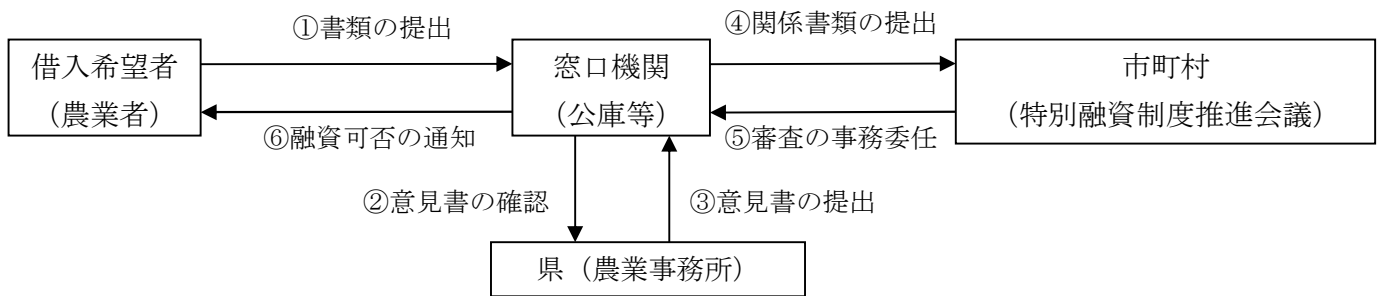 ①書類の提出
④関係書類の提出
借入希望者
（農業者）
窓口機関
（公庫等）
市町村
（特別融資制度推進会議）
⑥融資可否の通知
⑤審査の事務委任
②意見書の確認
③意見書の提出
県（農業事務所）